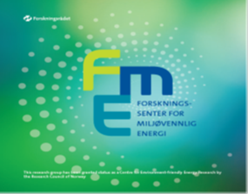 Forskningsrådet
FME
FORSKNINGS-
SENTER FOR
MILJØVENNLIG
ENERGI
This research group has been granted status as a Centre for Environment-friendly Energy Research by
the Research Council of Norway.